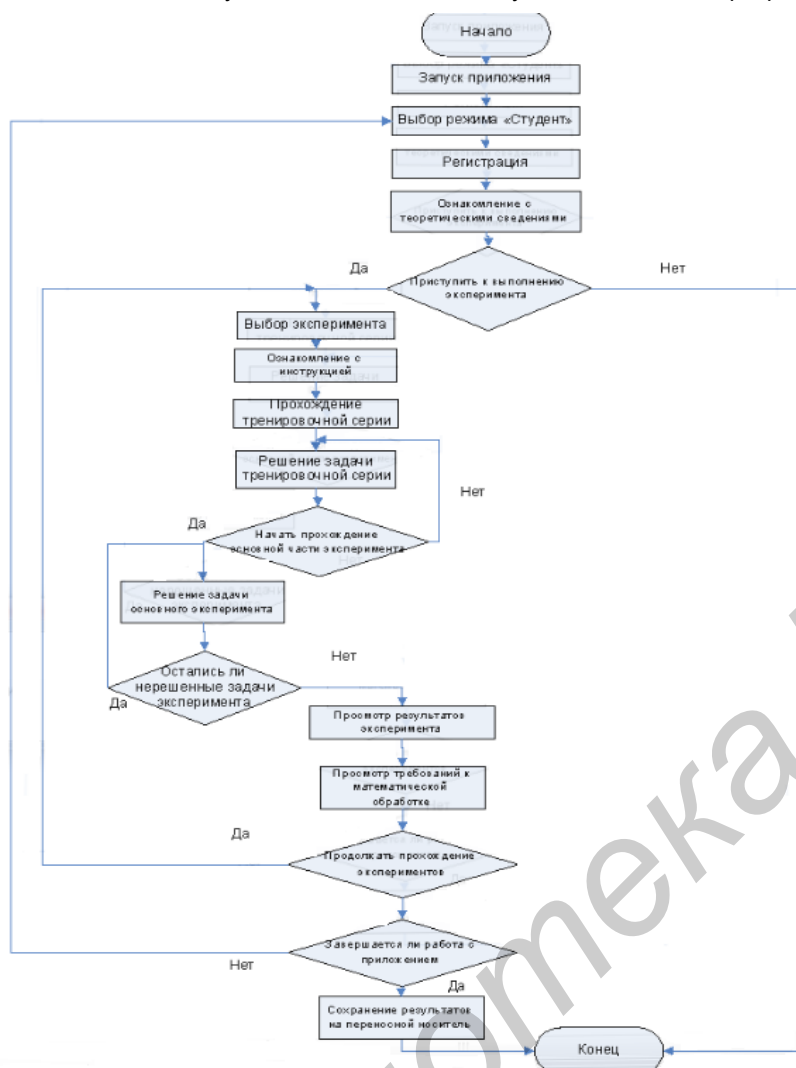 Начало
Запуск приложения
Выбор режима «Студент»
Регистрация
Ознакомление с
теоретическими сведениями
Да
Нет
Приступить к выполнению
эксперимента
Выбор эксперимента
Ознакомление с
инструкцией
Прохождение
тренировочной серии
Решение задачи
тренировочной серии
Нет
Да
Начать прохождение
основной части эксперимента
Решение задачи
основного эксперимента
Нет
Остались ли
нерешенные задачи
эксперимента
Да
Просмотр результатов
эксперимента
Просмотр требований к
математической
обработке
Да
Продолжать прохождение
экспериментов
Завершается ли работа с
приложением
Нет
Да
Сохранение результатов
на переносной носитель
Конец